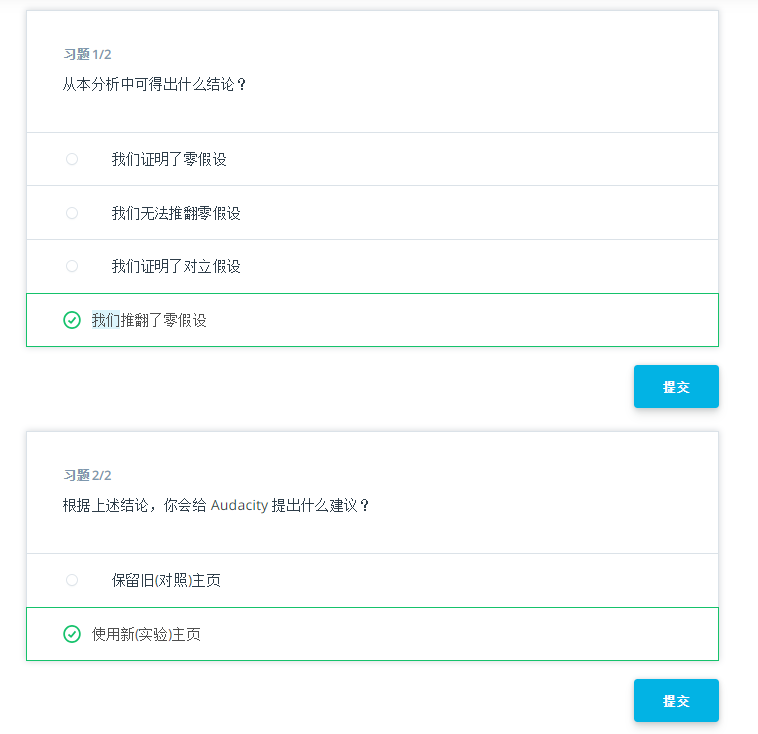 习题 1/2
从本分析中可得出什么结论？
我们证明了零假设
我们无法推翻零假设
我们证明了对立假设
我们推翻了零假设
提交
习题 2/2
根据上述结论，你会给 Audacity 提出什么建议？
保留旧(对照)主页
使用新(实验)主页
提交